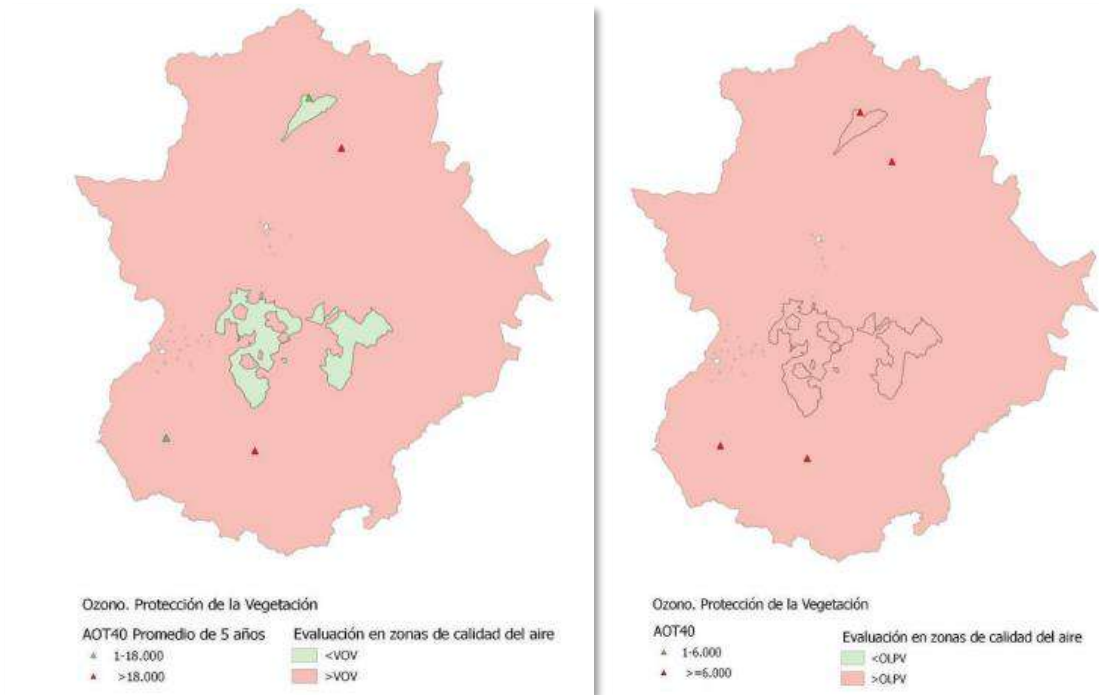 Ozono. Protección de la Vegetación
AOT40 Promedio de 5 años
1-18.000
>18.000
Evaluación en zonas de calidad del aire
<VOV
>VOV
Ozono. Protección de la Vegetación
AOT40
1-6.000
>=6.000
Evaluación en zonas de calidad del aire
<OLPV
>OLPV